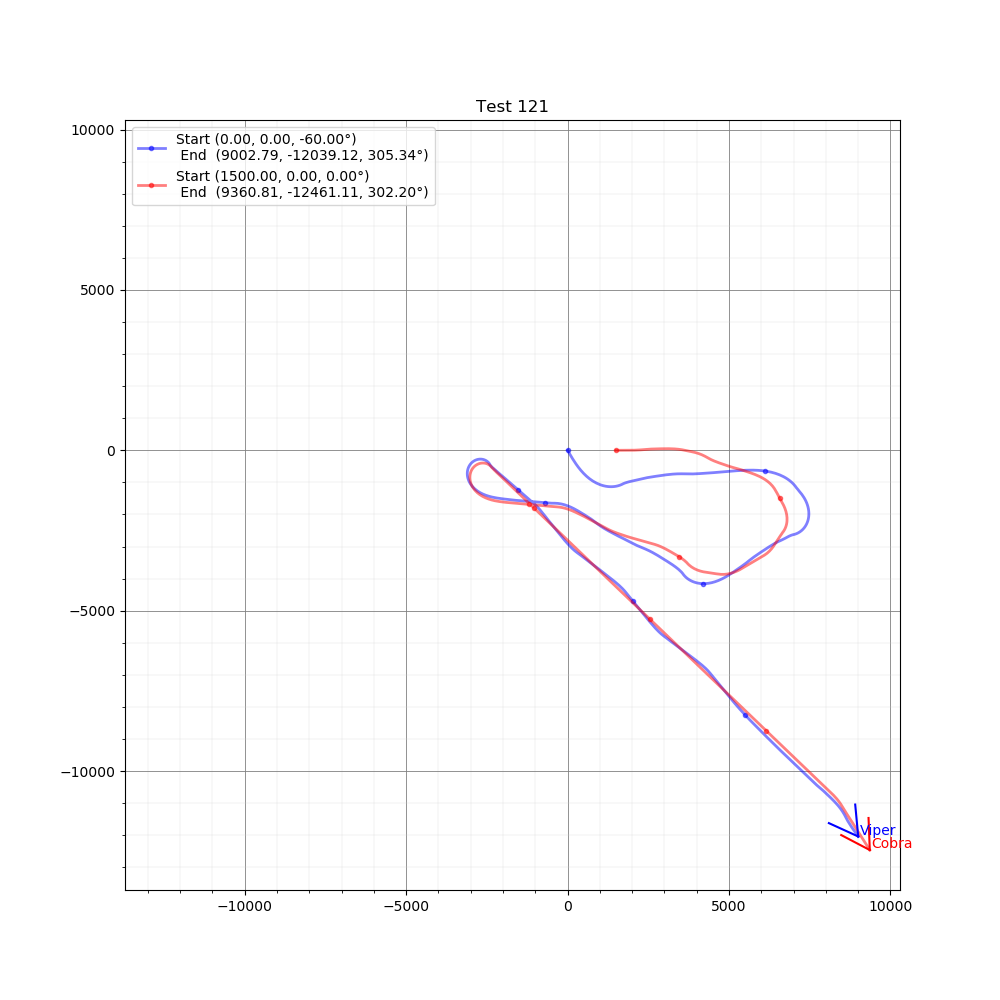 Test 121
Start (0.00, 0.00, -60.00°)
End (9002.79, -12039.12, 305.34°)
Start (1500.00, 0.00, 0.00°)
End (9360.81, -12461.11, 302.20°)
10000
5000
0
−5000
−10000
Viper
Cobra
−10000
−5000
0
5000
10000